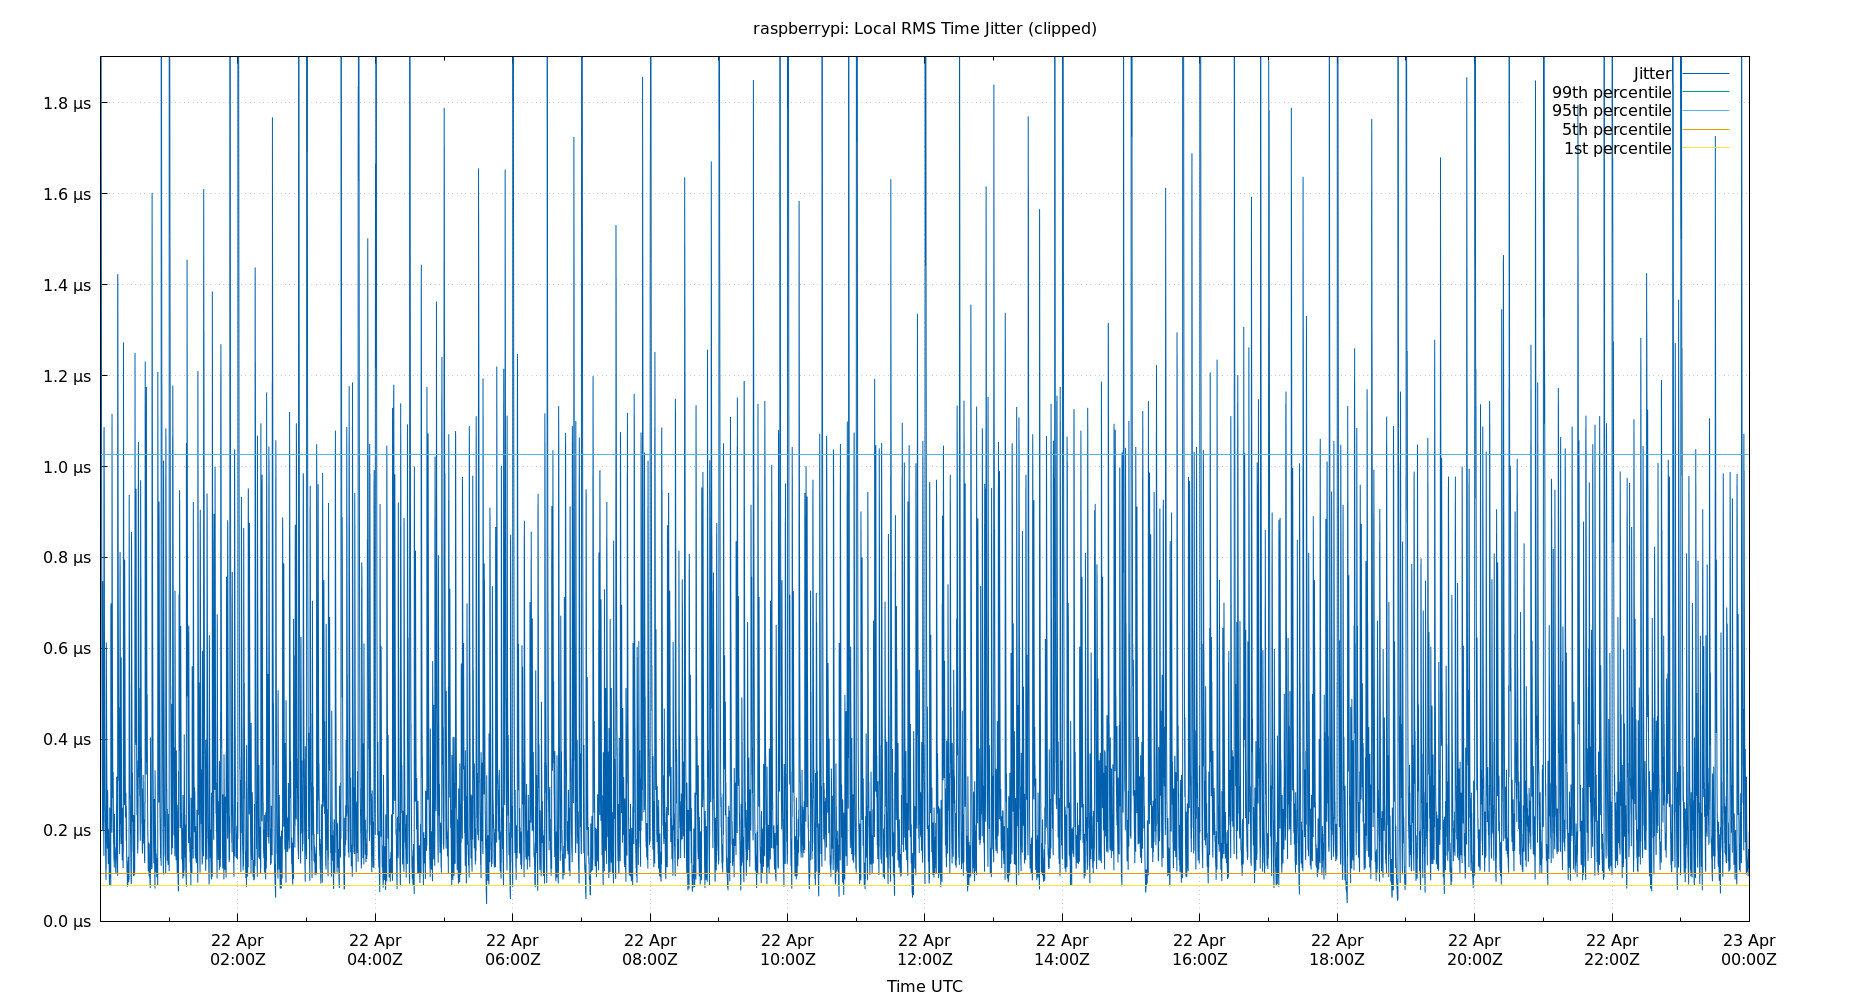 raspberrypi: Local RMS Time Jitter (clipped)
Jitter
99th percentile
95th percentile
5th percentile
1st percentile
1.8 µs
1.6 µs
1.4 µs
1.2 µs
1.0 µs
0.8 µs
0.6 µs
0.4 µs
0.2 µs
0.0 µs
22 Apr 22 Apr 22 Apr 22 Apr 22 Apr 22 Apr 22 Apr 22 Apr 22 Apr 22 Apr 22 Apr 23 Apr
02:00Z 04:00Z 06:00Z 08:00Z 10:00Z 12:00Z 14:00Z 16:00Z 18:00Z 20:00Z 22:00Z 00:00Z
Time UTC